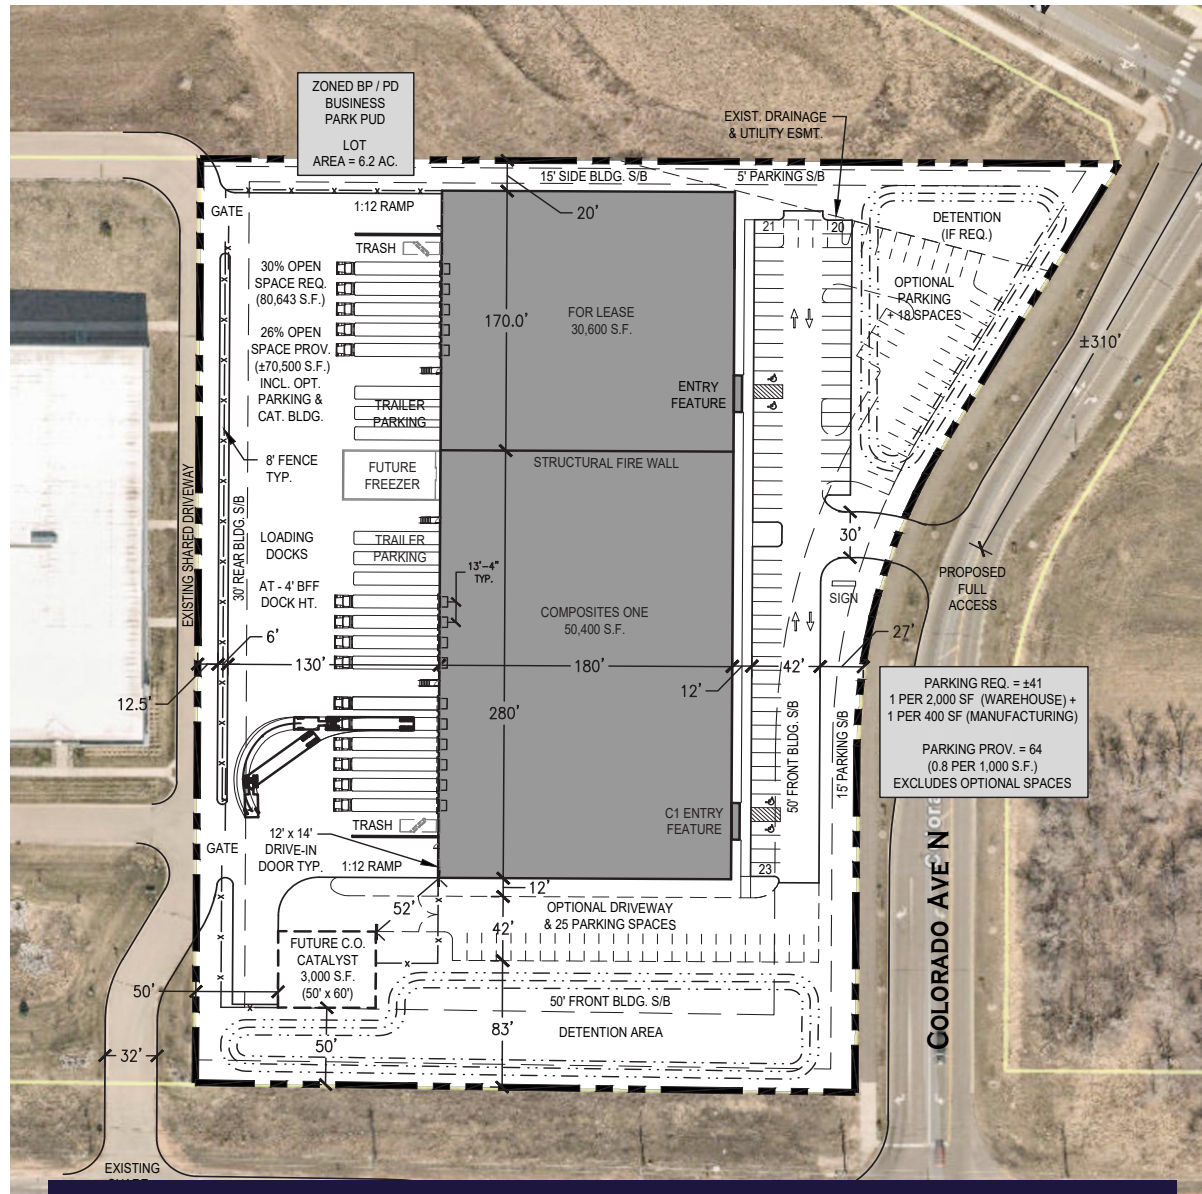 ZONED BP / PD
BUSINESS
PARK PUD
LOT
AREA = 6.2 AC.
EXIST. DRAINAGE
& UTILITY ESMT.
15' SIDE BLDG. S/B
5' PARKING S/B
GATE
1:12 RAMP
20'
TRASH
21
20
DETENTION
(IF REQ.)
30% OPEN
SPACE REQ.
(80,643 S.F.)
26% OPEN
SPACE PROV.
(±70,500 S.F.)
INCL. OPT.
PARKING &
CAT. BLDG.
OPTIONAL
PARKING
+ 18 SPACES
FOR LEASE
30,600 S.F.
170.0'
±310'
ENTRY
FEATURE
TRAILER
PARKING
8' FENCE
TYP.
FUTURE
FREEZER
STRUCTURAL FIRE WALL
EXISTING SHARED DRIVEWAY
30' REAR BLDG. S/B
LOADING
DOCKS
AT - 4' BFF
DOCK HT.
TRAILER
PARKING
13'-4"
TYP.
30'
PROPOSED
FULL
ACCESS
SIGN
COMPOSITES ONE
50,400 S.F.
6'
27'
130'
180'
42'
12.5'
12'
280'
PARKING REQ. = ±41
1 PER 2,000 SF (WAREHOUSE) +
1 PER 400 SF (MANUFACTURING)
PARKING PROV. = 64
(0.8 PER 1,000 S.F.)
EXCLUDES OPTIONAL SPACES
50' FRONT BLDG. S/B
15' PARKING S/B
C1 ENTRY
FEATURE
TRASH
12' x 14'
DRIVE-IN
DOOR TYP.
GATE
1:12 RAMP
23
12'
52'
OPTIONAL DRIVEWAY
& 25 PARKING SPACES
42'
FUTURE C.O.
CATALYST
3,000 S.F.
(50' x 60')
50'
50' FRONT BLDG. S/B
DETENTION AREA
83'
50'
32'
COLORADO AVE N
EXISTING